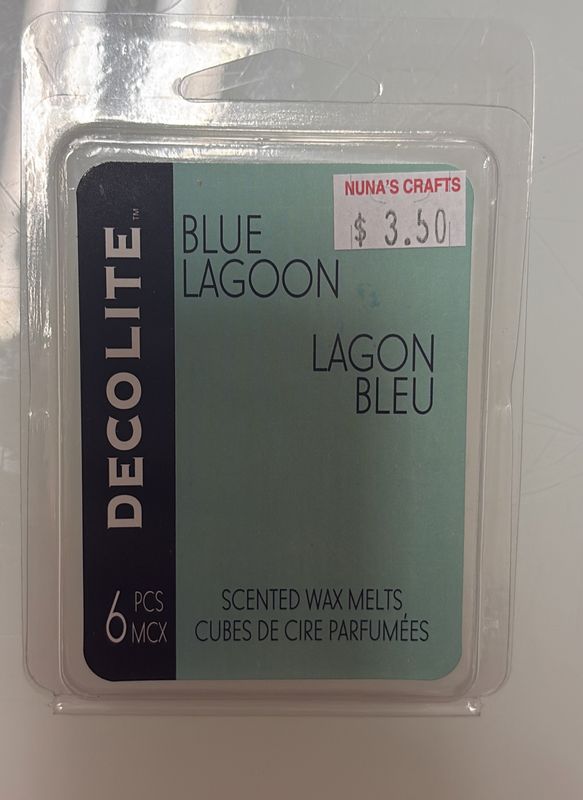 NUNA'S CRAFTS
$ 3.50
BLUE
LAGOON
LAGON
BLEU
DECOLITE™
6 PCS
MCX
SCENTED WAX MELTS
CUBES DE CIRE PARFUMÉES